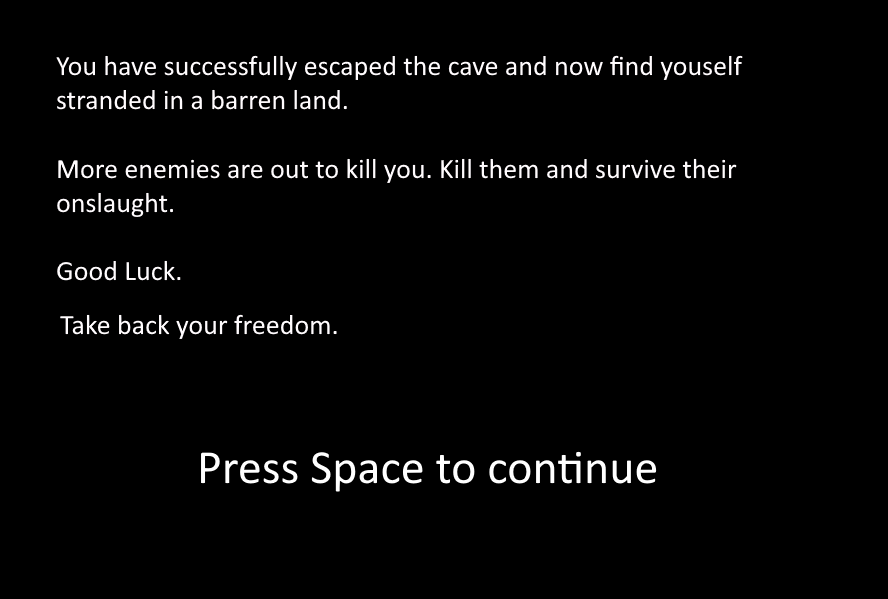 You have successfully escaped the cave and now find youself
stranded in a barren land.
More enemies are out to kill you. Kill them and survive their
onslaught.
Good Luck.
Take back your freedom.
Press Space to continue